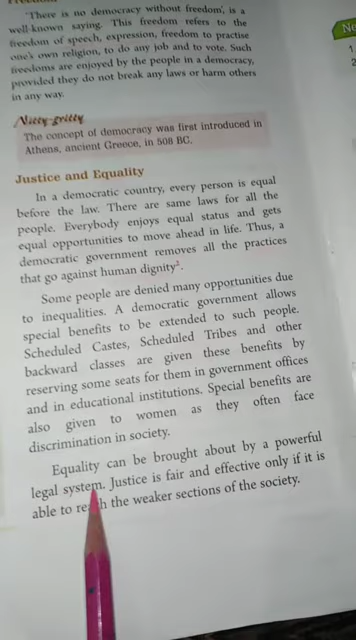 Freedom
'There is no democracy without freedom', is a
well-known saying. This freedom refers to the
freedom of speech, expression, freedom to practise
one's own religion, to do any job and to vote. Such
freedoms are enjoyed by the people in a democracy,
provided they do not break any laws or harm others
in any way.
Nitty-gritty
The concept of democracy was first introduced in
Athens, ancient Greece, in 508 BC.
Justice and Equality
In a democratic country, every person is equal
before the law. There are same laws for all the
people. Everybody enjoys equal status and gets
equal opportunities to move ahead in life. Thus, a
democratic government removes all the practices
that go against human dignity².
Some people are denied many opportunities due
to inequalities. A democratic government allows
special benefits to be extended to such people.
Scheduled Castes, Scheduled Tribes and other
backward classes are given these benefits by
reserving some seats for them in government offices
and in educational institutions. Special benefits are
also given to women as they often face
discrimination in society.
Equality can be brought about by a powerful
legal system. Justice is fair and effective only if it is
able to reach the weaker sections of the society.
1
2